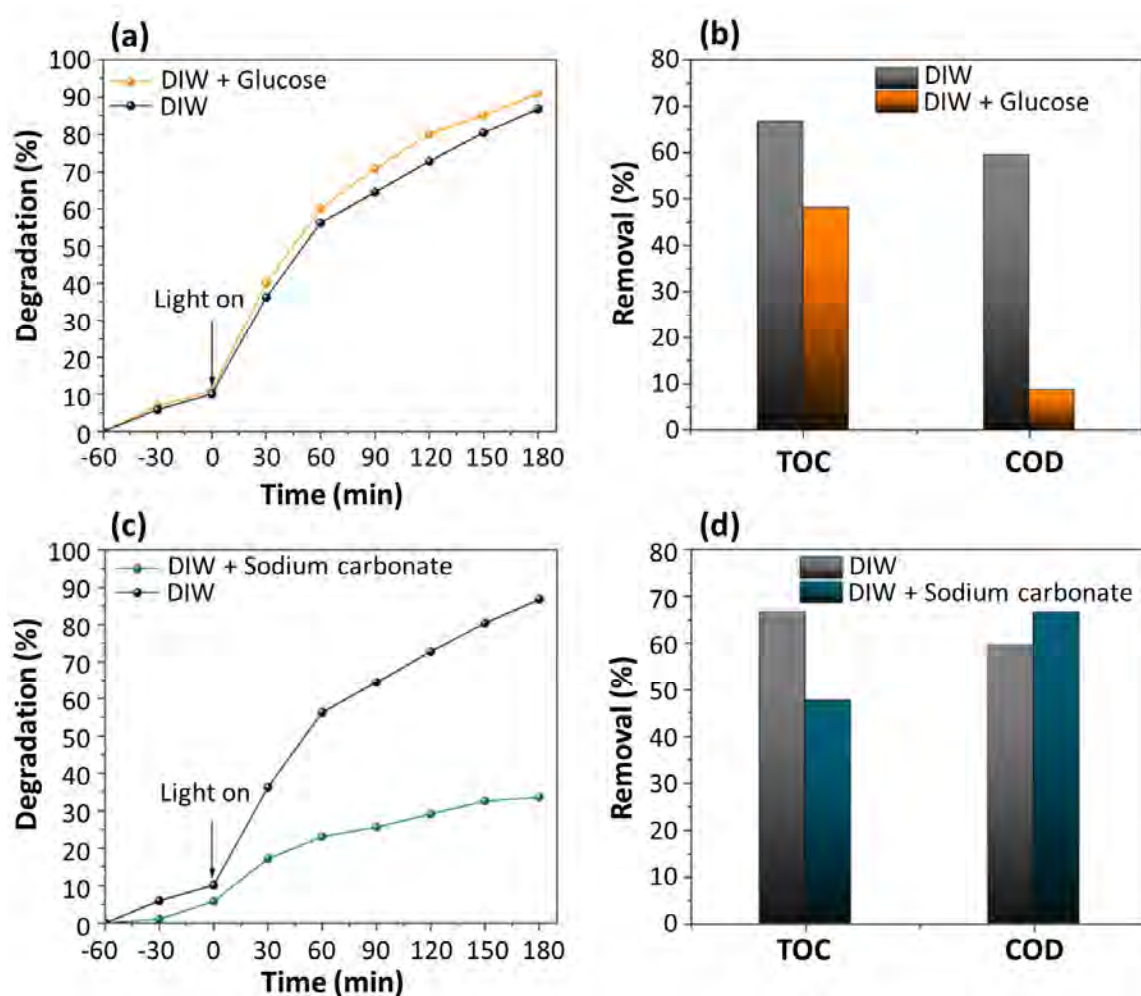 (a)
DIW + Glucose
DIW
Light on
Degradation (%)
100
90
80
70
60
50
40
30
20
10
0
-60 -30 0 30 60 90 120 150 180
Time (min)
(b)
DIW
DIW + Glucose
Removal (%)
80
70
60
50
40
30
20
10
0
TOC COD
(c)
DIW + Sodium carbonate
DIW
Light on
Degradation (%)
100
90
80
70
60
50
40
30
20
10
0
-60 -30 0 30 60 90 120 150 180
Time (min)
(d)
DIW
DIW + Sodium carbonate
Removal (%)
80
70
60
50
40
30
20
10
0
TOC COD